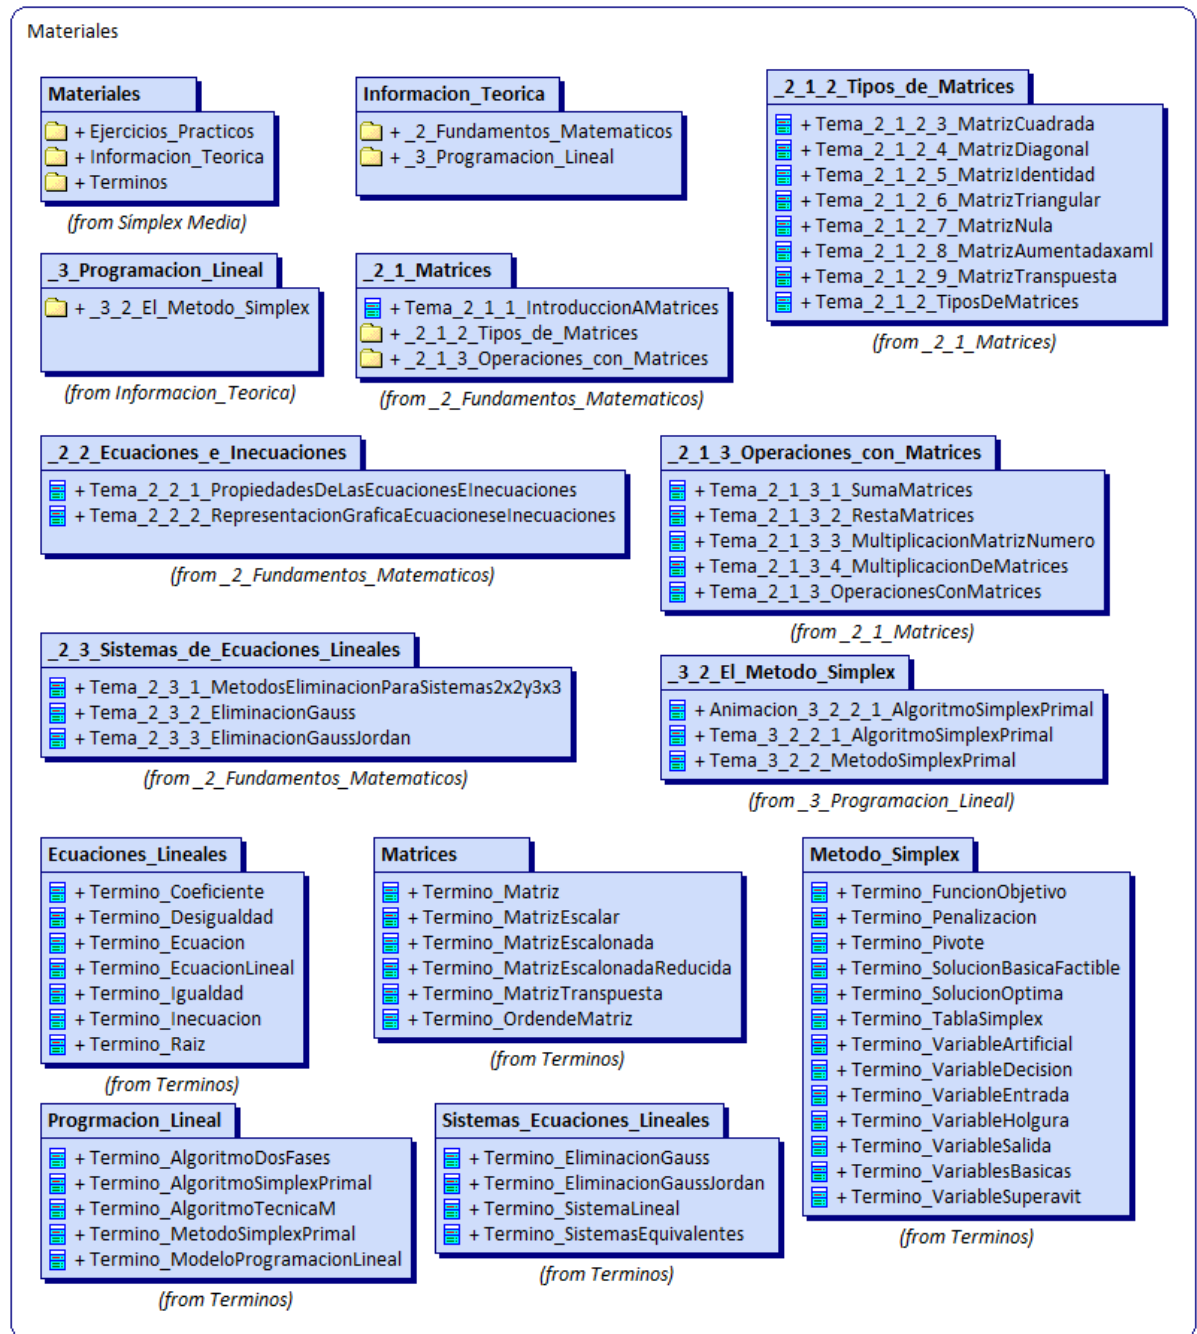 Materiales
Materiales
+ Ejercicios_Practicos
+ Informacion_Teorica
+ Terminos
(from Simplex Media)
Informacion_Teorica
+ _2_Fundamentos_Matematicos
+ _3_Programacion_Lineal
_2_1_2_Tipos_de_Matrices
+ Tema_2_1_2_3_MatrizCuadrada
+ Tema_2_1_2_4_MatrizDiagonal
+ Tema_2_1_2_5_MatrizIdentidad
+ Tema_2_1_2_6_MatrizTriangular
+ Tema_2_1_2_7_MatrizNula
+ Tema_2_1_2_8_MatrizAumentadaxaml
+ Tema_2_1_2_9_MatrizTranspuesta
+ Tema_2_1_2_TiposDeMatrices
(from _2_1_Matrices)
_3_Programacion_Lineal
+ _3_2_El_Metodo_Simplex
(from Informacion_Teorica)
_2_1_Matrices
+ Tema_2_1_1_IntroduccionAMatrices
+ _2_1_2_Tipos_de_Matrices
+ _2_1_3_Operaciones_con_Matrices
(from _2_Fundamentos_Matematicos)
_2_2_Ecuaciones_e_Inecuaciones
+ Tema_2_2_1_PropiedadesDeLasEcuacionesEInecuaciones
+ Tema_2_2_2_RepresentacionGraficaEcuacioneseInecuaciones
(from _2_Fundamentos_Matematicos)
_2_1_3_Operaciones_con_Matrices
+ Tema_2_1_3_1_SumaMatrices
+ Tema_2_1_3_2_RestaMatrices
+ Tema_2_1_3_3_MultiplicacionMatrizNumero
+ Tema_2_1_3_4_MultiplicacionDeMatrices
+ Tema_2_1_3_OperacionesConMatrices
(from _2_1_Matrices)
_2_3_Sistemas_de_Ecuaciones_Lineales
+ Tema_2_3_1_MetodosEliminacionParaSistemas2x2y3x3
+ Tema_2_3_2_EliminacionGauss
+ Tema_2_3_3_EliminacionGaussJordan
(from _2_Fundamentos_Matematicos)
_3_2_El_Metodo_Simplex
+ Animacion_3_2_2_1_AlgoritmoSimplexPrimal
+ Tema_3_2_2_1_AlgoritmoSimplexPrimal
+ Tema_3_2_2_MetodoSimplexPrimal
(from _3_Programacion_Lineal)
Ecuaciones_Lineales
+ Termino_Coeficiente
+ Termino_Desigualdad
+ Termino_Ecuacion
+ Termino_EcuacionLineal
+ Termino_Igualdad
+ Termino_Inecuacion
+ Termino_Raiz
(from Terminos)
Matrices
+ Termino_Matriz
+ Termino_MatrizEscalar
+ Termino_MatrizEscalonada
+ Termino_MatrizEscalonadaReducida
+ Termino_MatrizTranspuesta
+ Termino_OrdendeMatriz
(from Terminos)
Metodo_Simplex
+ Termino_FuncionObjetivo
+ Termino_Penalizacion
+ Termino_Pivote
+ Termino_SolucionBasicaFactible
+ Termino_SolucionOptima
+ Termino_TablaSimplex
+ Termino_VariableArtificial
+ Termino_VariableDecision
+ Termino_VariableEntrada
+ Termino_VariableHolgura
+ Termino_VariableSalida
+ Termino_VariablesBasicas
+ Termino_VariableSuperavit
(from Terminos)
Progrmacion_Lineal
+ Termino_AlgoritmoDosFases
+ Termino_AlgoritmoSimplexPrimal
+ Termino_AlgoritmoTecnicaM
+ Termino_MetodoSimplexPrimal
+ Termino_ModeloProgramacionLineal
(from Terminos)
Sistemas_Ecuaciones_Lineales
+ Termino_EliminacionGauss
+ Termino_EliminacionGaussJordan
+ Termino_SistemaLineal
+ Termino_SistemasEquivalentes
(from Terminos)